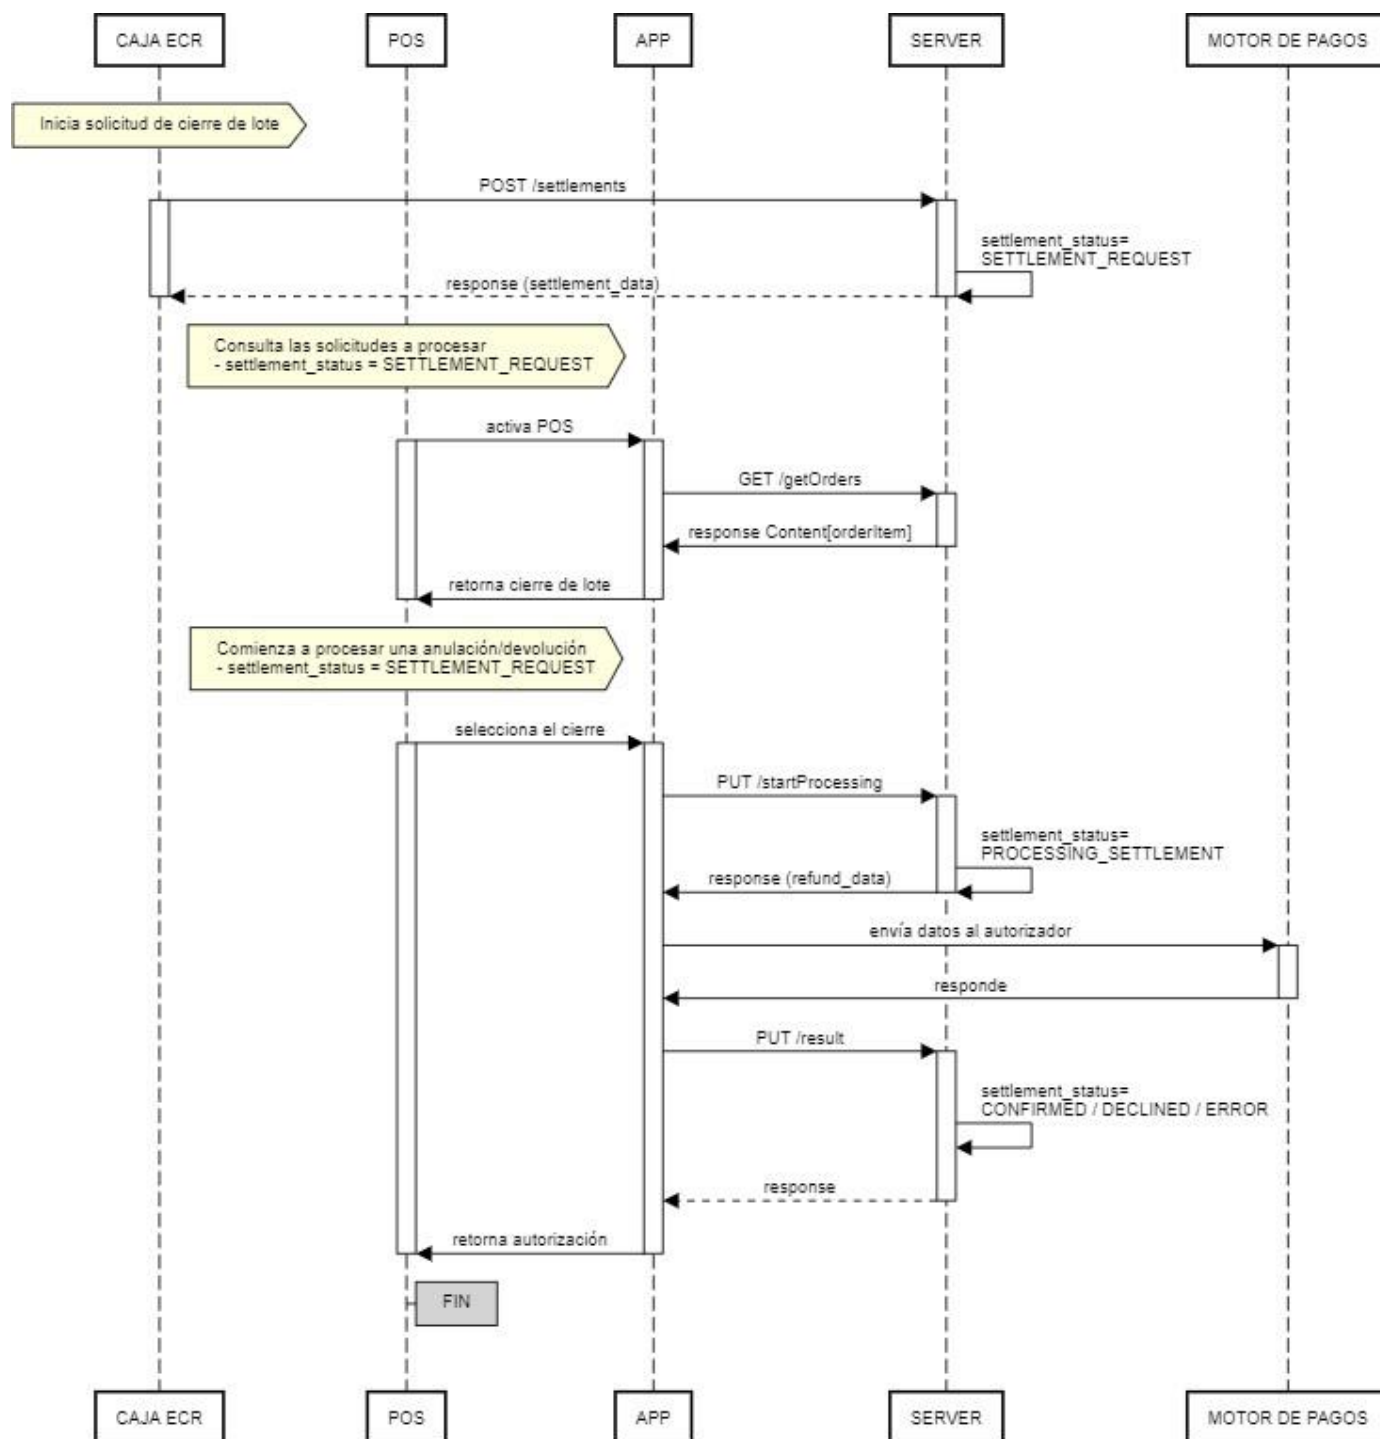 CAJA ECR
POS
APP
SERVER
MOTOR DE PAGOS
Inicia solicitud de cierre de lote
POST /settlements
settlement_status=
SETTLEMENT_REQUEST
response (settlement_data)
Consulta las solicitudes a procesar
- settlement_status = SETTLEMENT_REQUEST
activa POS
GET /getOrders
response Content[orderItem]
retorna cierre de lote
Comienza a procesar una anulación/devolución
- settlement_status = SETTLEMENT_REQUEST
selecciona el cierre
PUT /startProcessing
settlement_status=
PROCESSING_SETTLEMENT
response (refund_data)
envía datos al autorizador
responde
PUT /result
settlement_status=
CONFIRMED / DECLINED / ERROR
response
retorna autorización
FIN
CAJA ECR
POS
APP
SERVER
MOTOR DE PAGOS